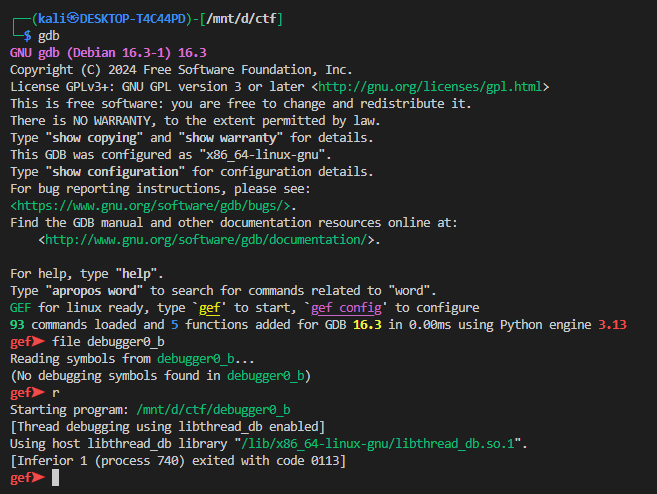 ┌──(kali㉿DESKTOP-T4C44PD)-[/mnt/d/ctf]
└─$ gdb
GNU gdb (Debian 16.3-1) 16.3
Copyright (C) 2024 Free Software Foundation, Inc.
License GPLv3+: GNU GPL version 3 or later <http://gnu.org/licenses/gpl.html>
This is free software: you are free to change and redistribute it.
There is NO WARRANTY, to the extent permitted by law.
Type "show copying" and "show warranty" for details.
This GDB was configured as "x86_64-linux-gnu".
Type "show configuration" for configuration details.
For bug reporting instructions, please see:
<https://www.gnu.org/software/gdb/bugs/>.
Find the GDB manual and other documentation resources online at:
    <http://www.gnu.org/software/gdb/documentation/>.

For help, type "help".
Type "apropos word" to search for commands related to "word".
GEF for linux ready, type `gef' to start, `gef config' to configure
93 commands loaded and 5 functions added for GDB 16.3 in 0.00ms using Python engine 3.13
gef➤ file debugger0_b
Reading symbols from debugger0_b...
(No debugging symbols found in debugger0_b)
gef➤ r
Starting program: /mnt/d/ctf/debugger0_b
[Thread debugging using libthread_db enabled]
Using host libthread_db library "/lib/x86_64-linux-gnu/libthread_db.so.1".
[Inferior 1 (process 740) exited with code 0113]
gef➤